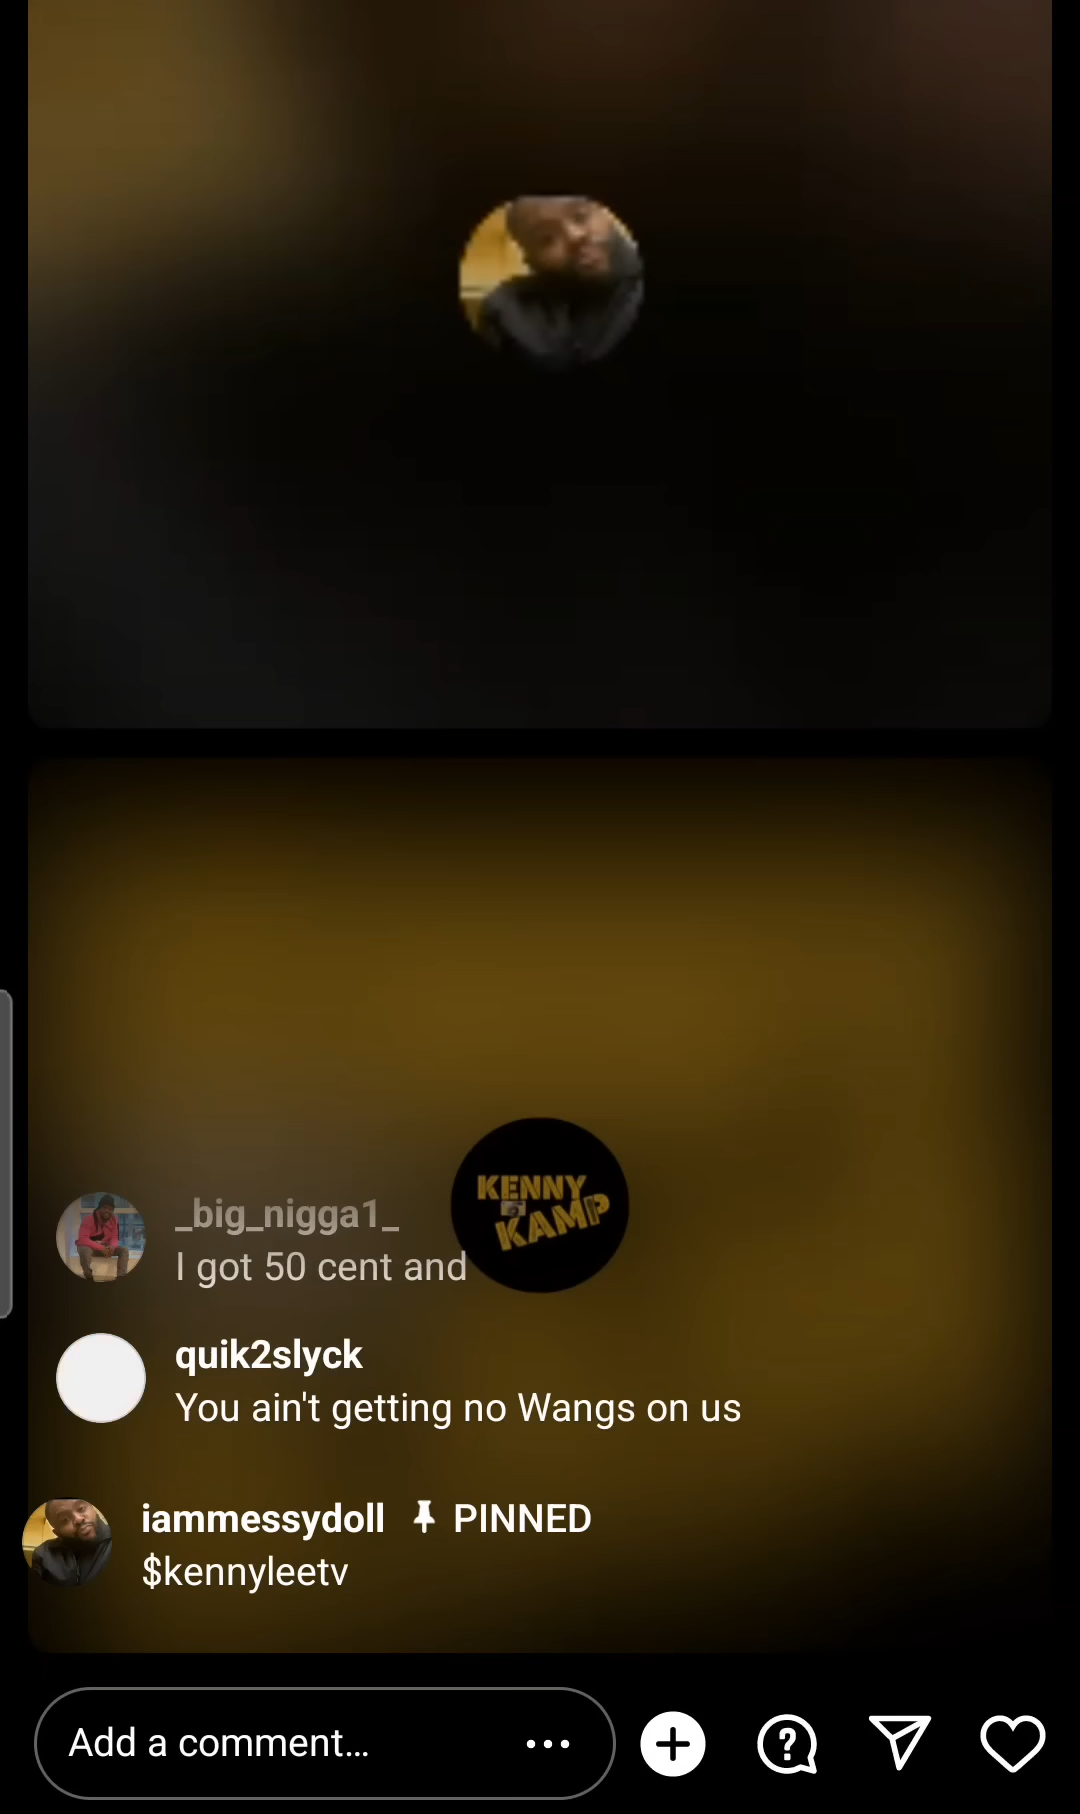 KENNY
KAMP
_big_nigga1_
I got 50 cent and
quik2slyck
You ain't getting no Wangs on us
iammessydoll PINNED
$kennyleetv
Add a comment...